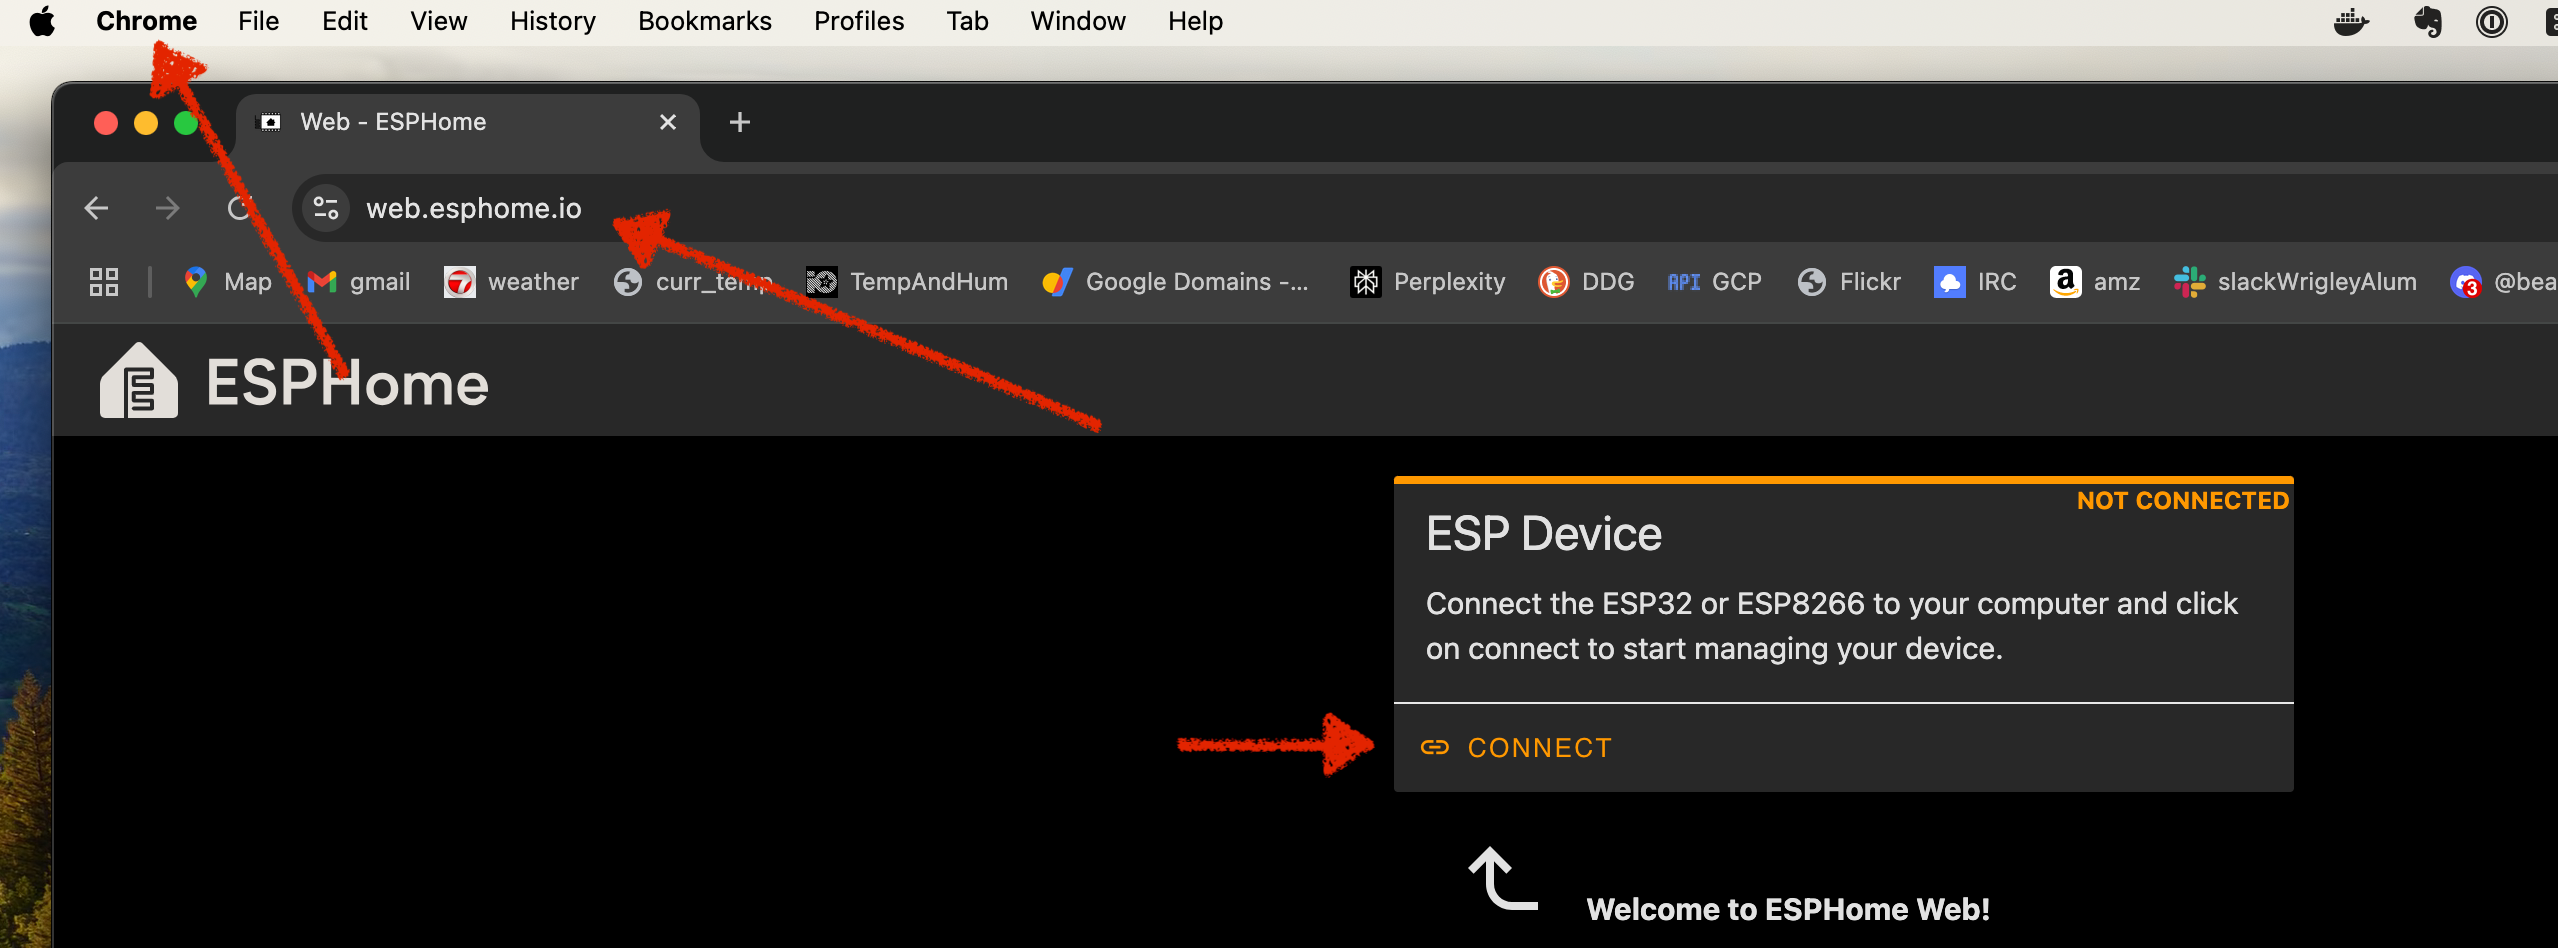 Chrome File Edit View History Bookmarks Profiles Tab Window Help
Web - ESPHome
web.esphome.io
Map gmail weather curr_temp TempAndHum Google Domains -... Perplexity DDG API GCP Flickr IRC amz slackWrigleyAlum 3 @bea
ESPHome
NOT CONNECTED
ESP Device
Connect the ESP32 or ESP8266 to your computer and click
on connect to start managing your device.
CONNECT
Welcome to ESPHome Web!